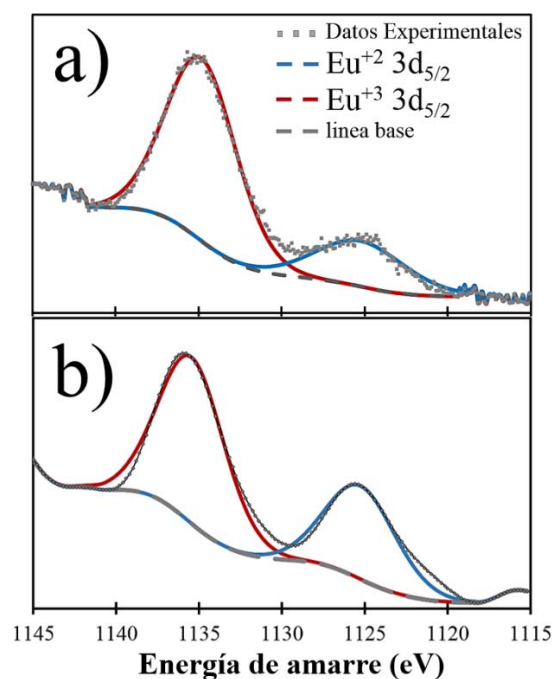 a)
Datos Experimentales
Eu+2 3d5/2
Eu+3 3d5/2
linea base
b)
1145 1140 1135 1130 1125 1120 1115
Energía de amarre (eV)